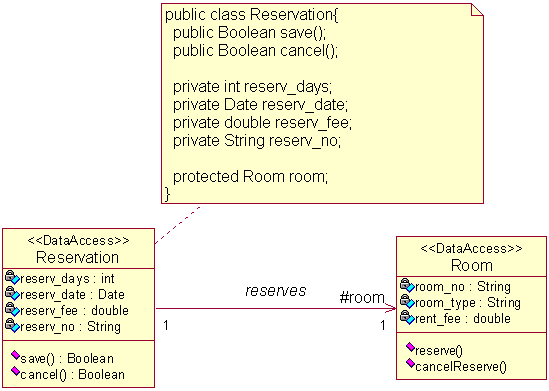 public class Reservation{
public Boolean save();
public Boolean cancel();
private int reserv_days;
private Date reserv_date;
private double reserv_fee;
private String reserv_no;
protected Room room;
}
<<DataAccess>>
Reservation
reserv_days : int
reserv_date : Date
reserv_fee : double
reserv_no : String
save() : Boolean
cancel() : Boolean
reserves
#room
1
1
<<DataAccess>>
Room
room_no : String
room_type : String
rent_fee : double
reserve()
cancelReserve()